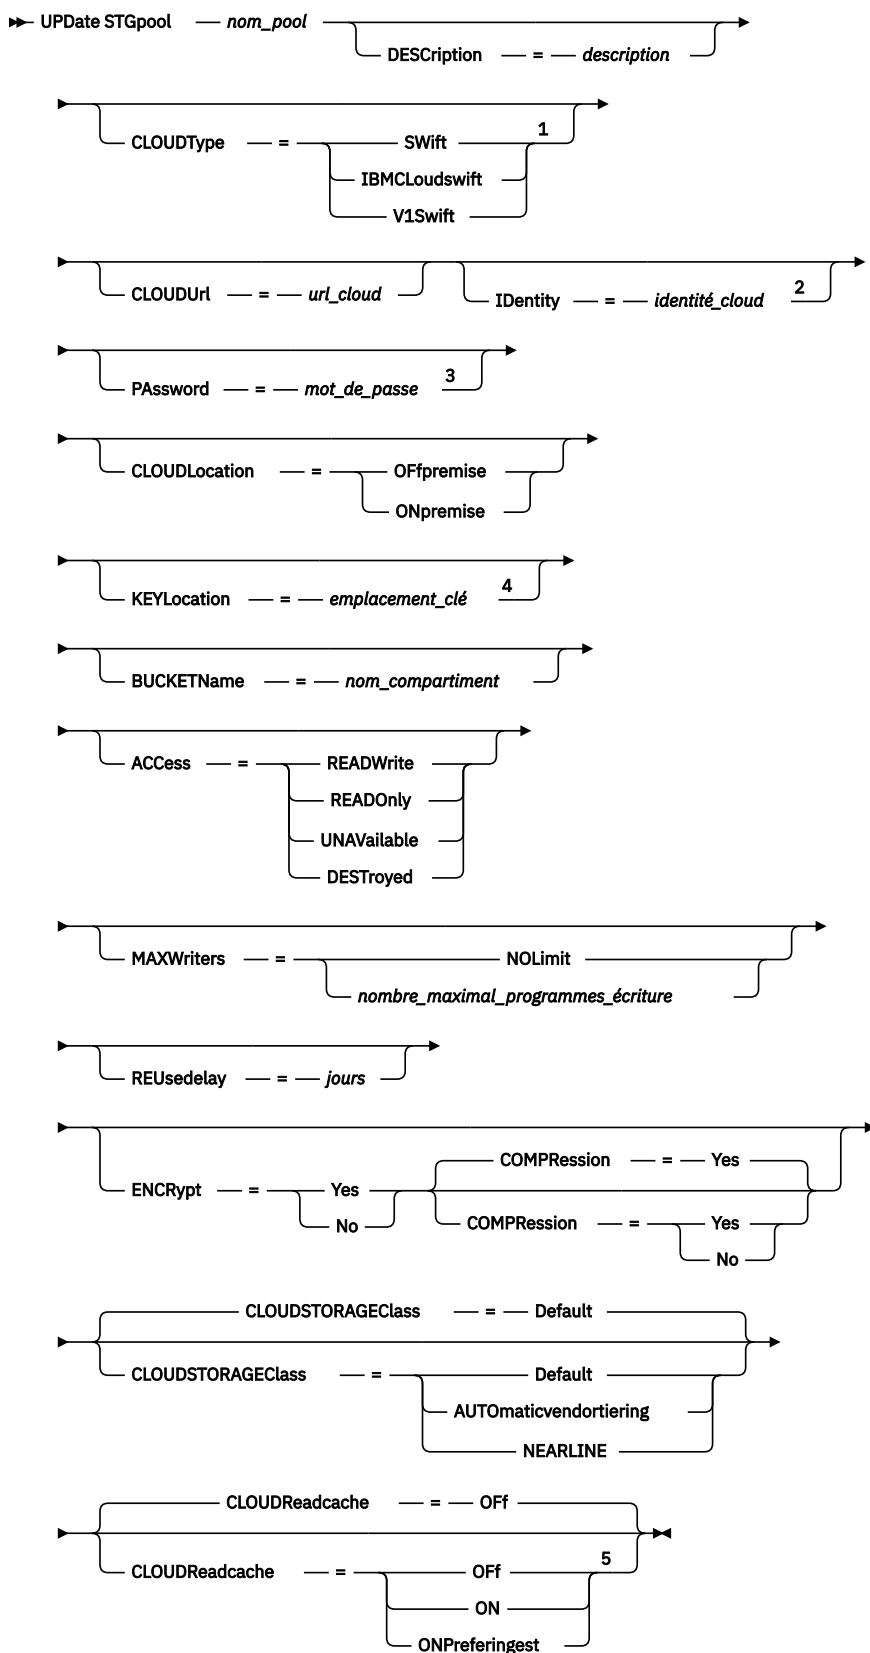 UPDate STGpool — nom_pool
DESCription — = — description
CLOUDType — = — SWift 1
IBMCLoudswift
V1Swift
CLOUDUrl — = — url_cloud IDentity — = — identité_cloud 2
PAssword — = — mot_de_passe 3
CLOUDLocation — = — OFfpremise
ONpremise
KEYLocation — = — emplacement_clé 4
BUCKETName — = — nom_compartiment
ACCess — = — READWrite
READOnly
UNAVailable
DESTroyed
MAXWriters — = — NOLimit
nombre_maximal_programmes_écriture
REUsedelay — = — jours
COMPRession — = — Yes
ENCRypt — = — Yes
No
COMPRession — = — Yes
No
CLOUDSTORAGEClass — = — Default
CLOUDSTORAGEClass — = — Default
AUTOmaticvendortiering
NEARLINE
CLOUDReadcache — = — OFf
CLOUDReadcache — = — OFf 5
ON
ONPreferingest